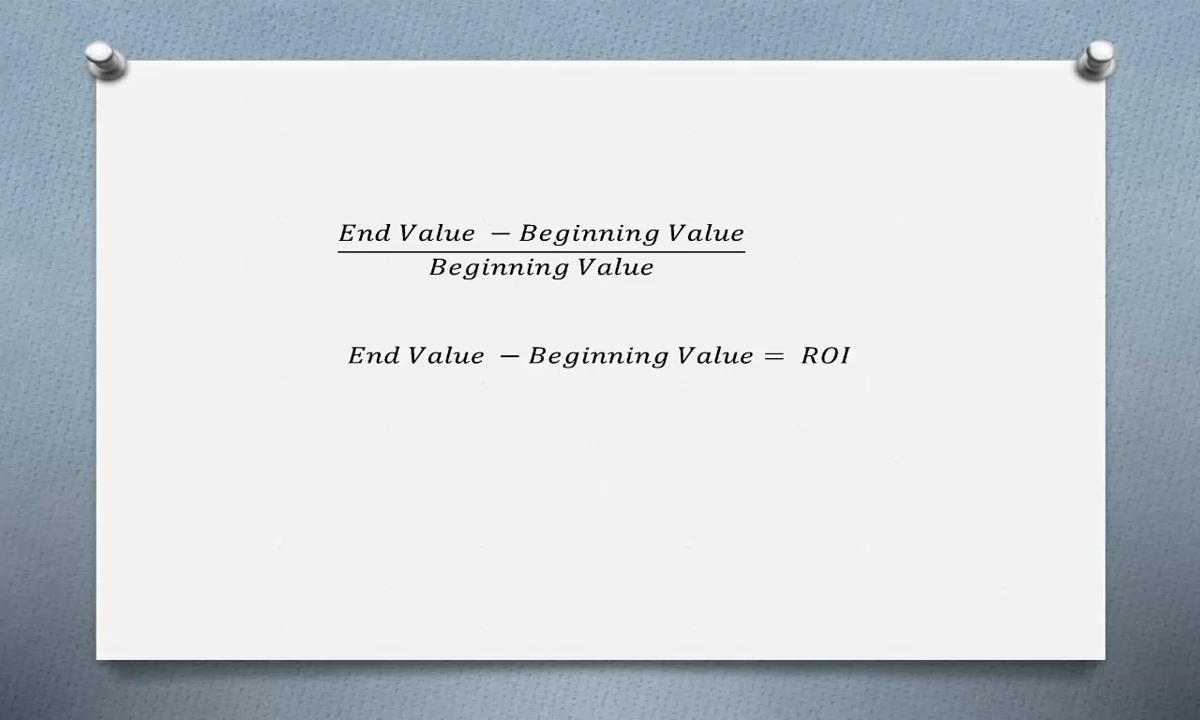 End Value − Beginning Value
Beginning Value
End Value − Beginning Value = ROI